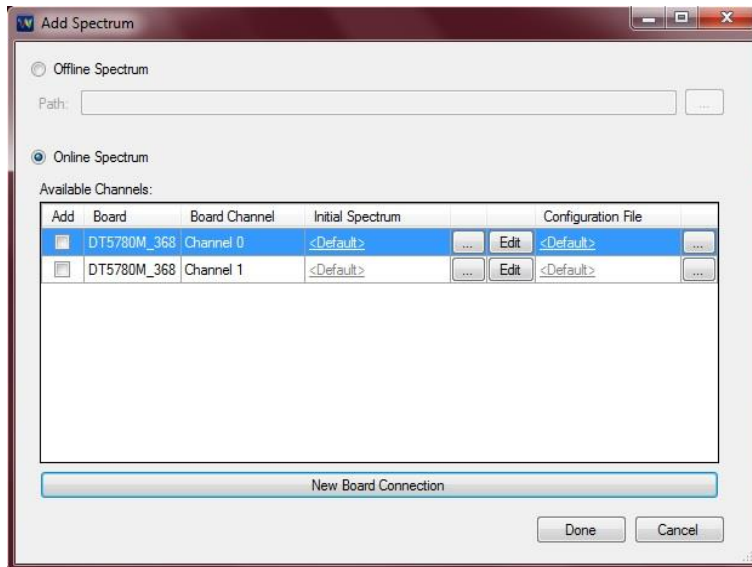 Add Spectrum
Offline Spectrum
Path:
...
Online Spectrum
Available Channels:
Add Board Board Channel Initial Spectrum Configuration File
DT5780M_368 Channel 0 <Default> ... Edit <Default> ...
DT5780M_368 Channel 1 <Default> ... Edit <Default> ...
New Board Connection
Done Cancel